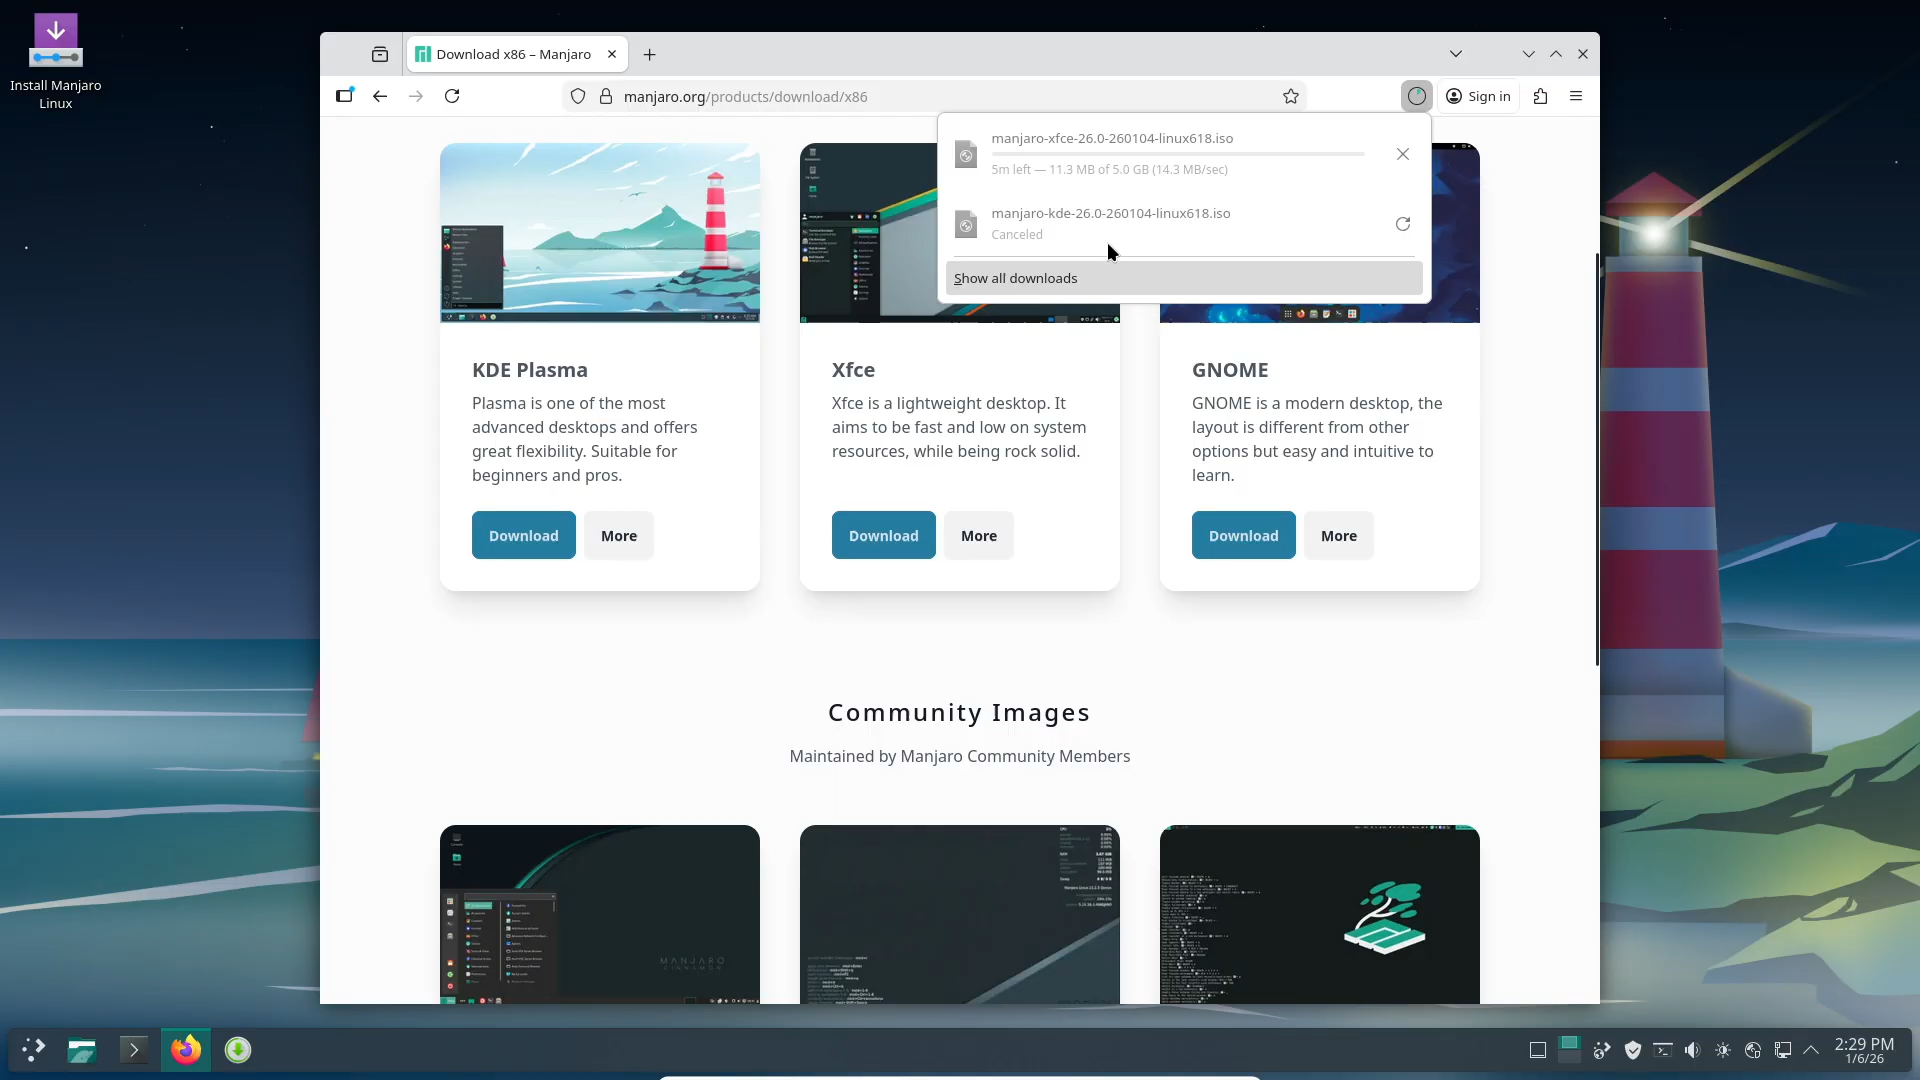 Install Manjaro
Linux
Download x86 – Manjaro
manjaro.org/products/download/x86
Sign in
manjaro-xfce-26.0-260104-linux618.iso
5m left — 11.3 MB of 5.0 GB (14.3 MB/sec)
manjaro-kde-26.0-260104-linux618.iso
Canceled
Show all downloads
KDE Plasma
Plasma is one of the most
advanced desktops and offers
great flexibility. Suitable for
beginners and pros.
Download
More
Xfce
Xfce is a lightweight desktop. It
aims to be fast and low on system
resources, while being rock solid.
Download
More
GNOME
GNOME is a modern desktop, the
layout is different from other
options but easy and intuitive to
learn.
Download
More
Community Images
Maintained by Manjaro Community Members
MANJARO
CINNAMON
2:29 PM
1/6/26